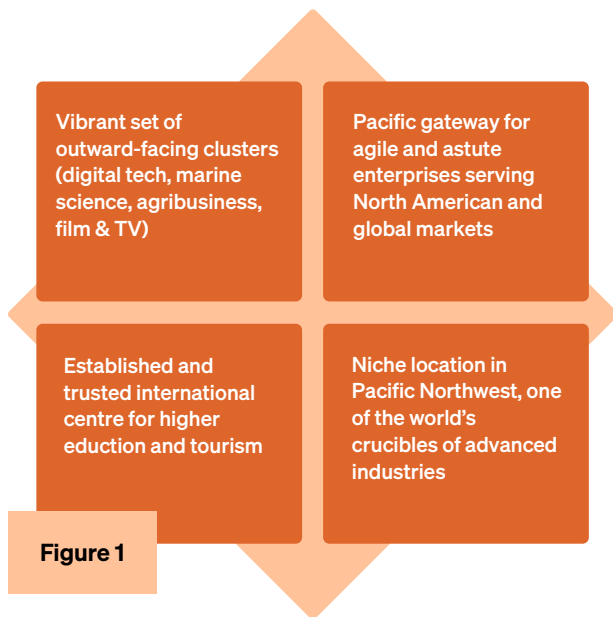 Vibrant set of
outward-facing clusters
(digital tech, marine
science, agribusiness,
film & TV)
Pacific gateway for
agile and astute
enterprises serving
North American and
global markets
Established and
trusted international
centre for higher
eduction and tourism
Niche location in
Pacific Northwest, one
of the world’s
crucibles of advanced
industries
Figure 1